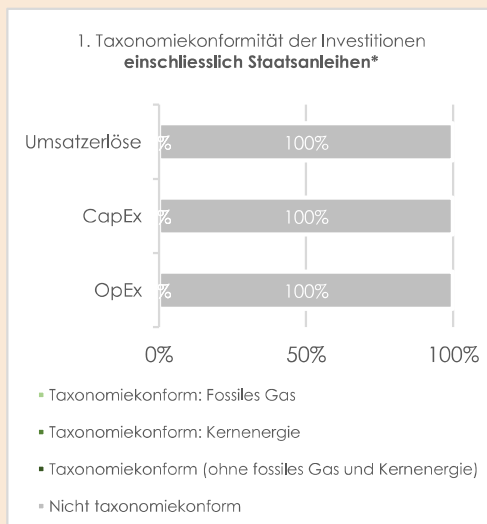 1. Taxonomiekonformität der Investitionen
einschliesslich Staatsanleihen*
Umsatzerlöse % 100%
CapEx % 100%
OpEx % 100%
0% 50% 100%
Taxonomiekonform: Fossiles Gas
Taxonomiekonform: Kernenergie
Taxonomiekonform (ohne fossiles Gas und Kernenergie)
Nicht taxonomiekonform